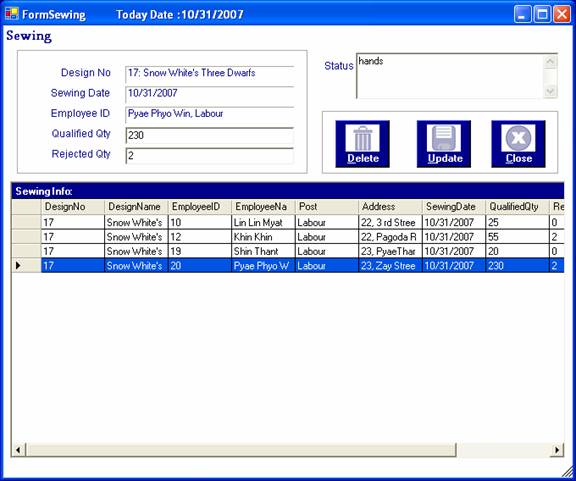 FormSewing Today Date :10/31/2007
Sewing
Design No 17: Snow White's Three Dwarfs
Sewing Date 10/31/2007
Employee ID Pyae Phyo Win, Labour
Qualified Qty 230
Rejected Qty 2
Status hands
Delete Update Close
Sewing Info:
DesignNo DesignName EmployeeID EmployeeNa Post Address SewingDate QualifiedQty Re
17 Snow White's 10 Lin Lin Myat Labour 22, 3 rd Stree 10/31/2007 25 0
17 Snow White's 12 Khin Khin Labour 22, Pagoda R 10/31/2007 55 2
17 Snow White's 19 Shin Thant Labour 23, PyaeThar 10/31/2007 20 0
17 Snow White's 20 Pyae Phyo W Labour 23, Zay Stree 10/31/2007 230 2